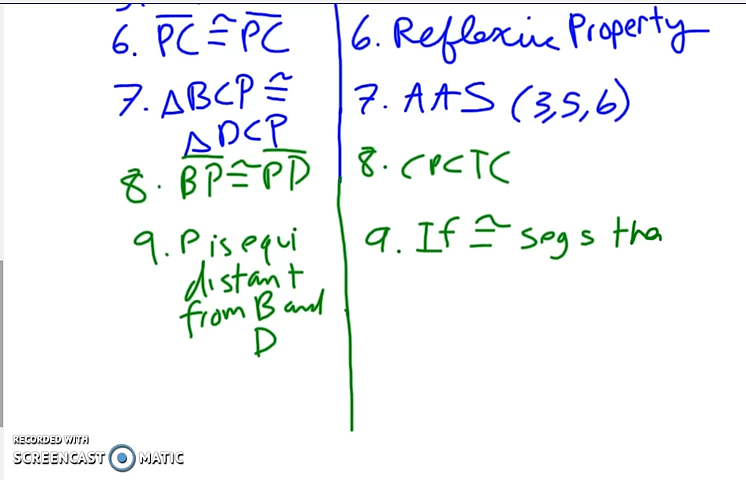 6. PC ≅ PC
6. Reflexive Property
7. △BCP ≅
△DCP
7. AAS (3,5,6)
8. BP ≅ PD
8. CPCTC
9. P is equi
distant
from B and
D
9. If ≅ segs tha
RECORDED WITH
SCREENCAST MATIC